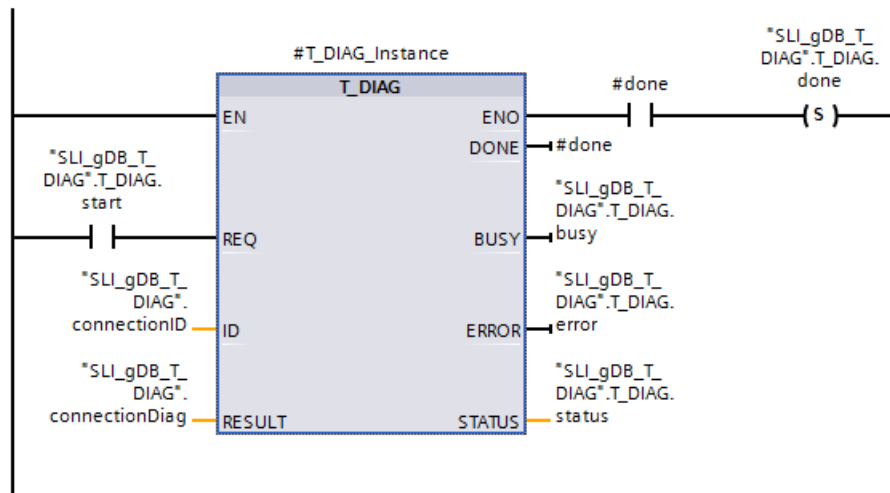 #T_DIAG_Instance
T_DIAG
EN
ENO
#done
"SLI_gDB_T_
DIAG".T_DIAG.
done
DONE
#done
"SLI_gDB_T_
DIAG".T_DIAG.
start
REQ
BUSY
"SLI_gDB_T_
DIAG".T_DIAG.
busy
"SLI_gDB_T_
DIAG".
connectionID
ID
ERROR
"SLI_gDB_T_
DIAG".T_DIAG.
error
"SLI_gDB_T_
DIAG".
connectionDiag
RESULT
STATUS
"SLI_gDB_T_
DIAG".T_DIAG.
status
S